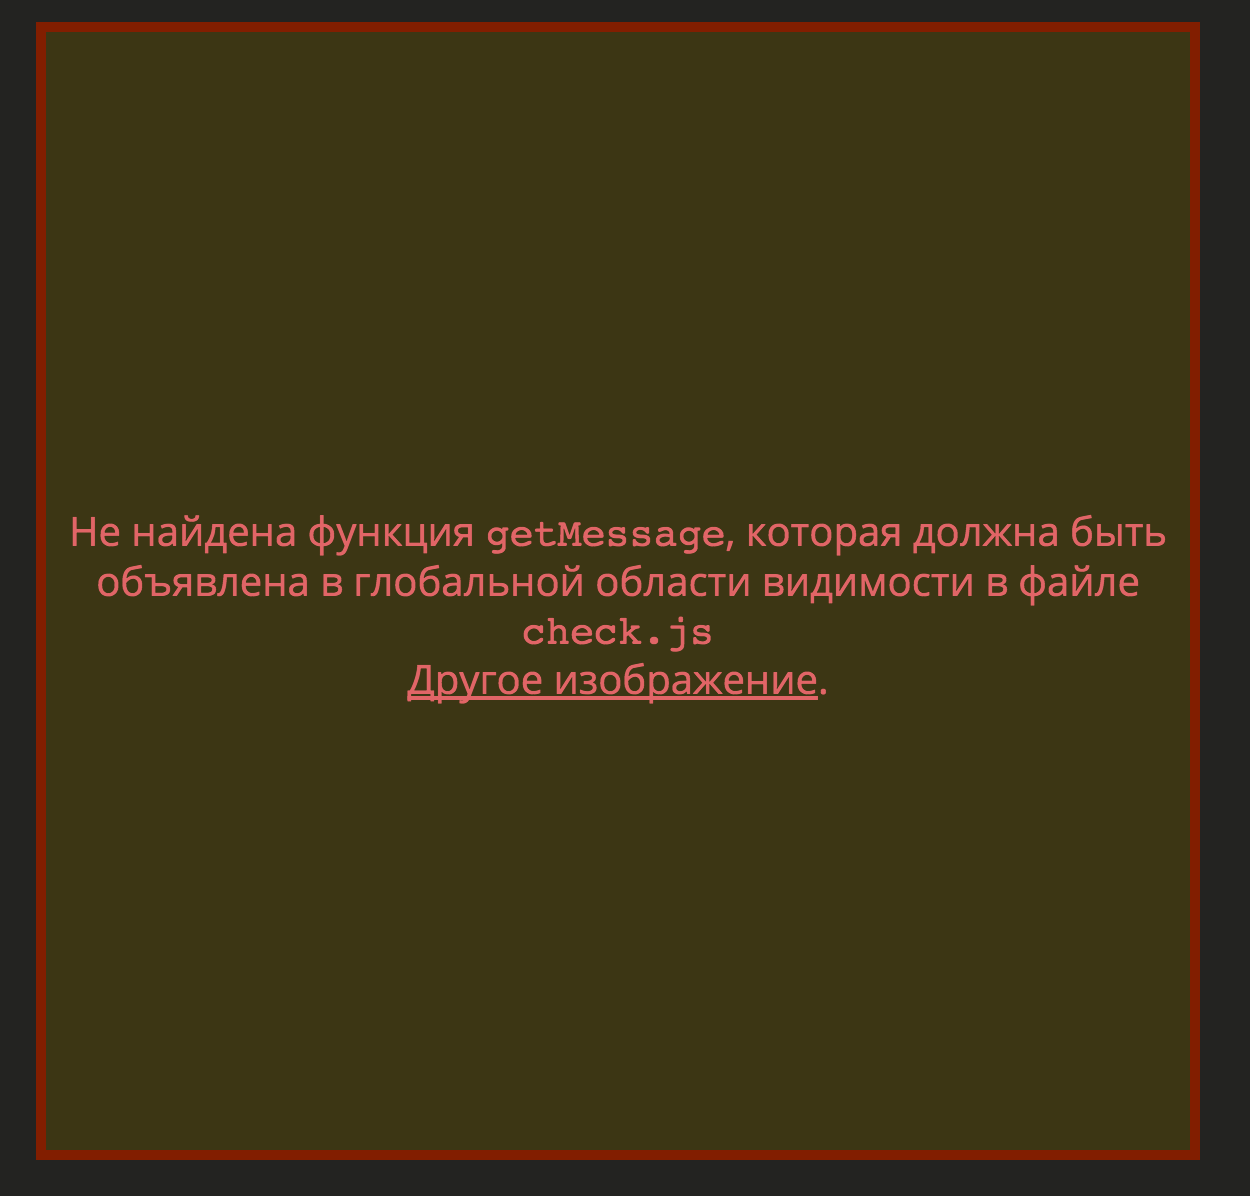 Не найдена функция getMessage, которая должна быть
объявлена в глобальной области видимости в файле
check.js
Другое изображение.